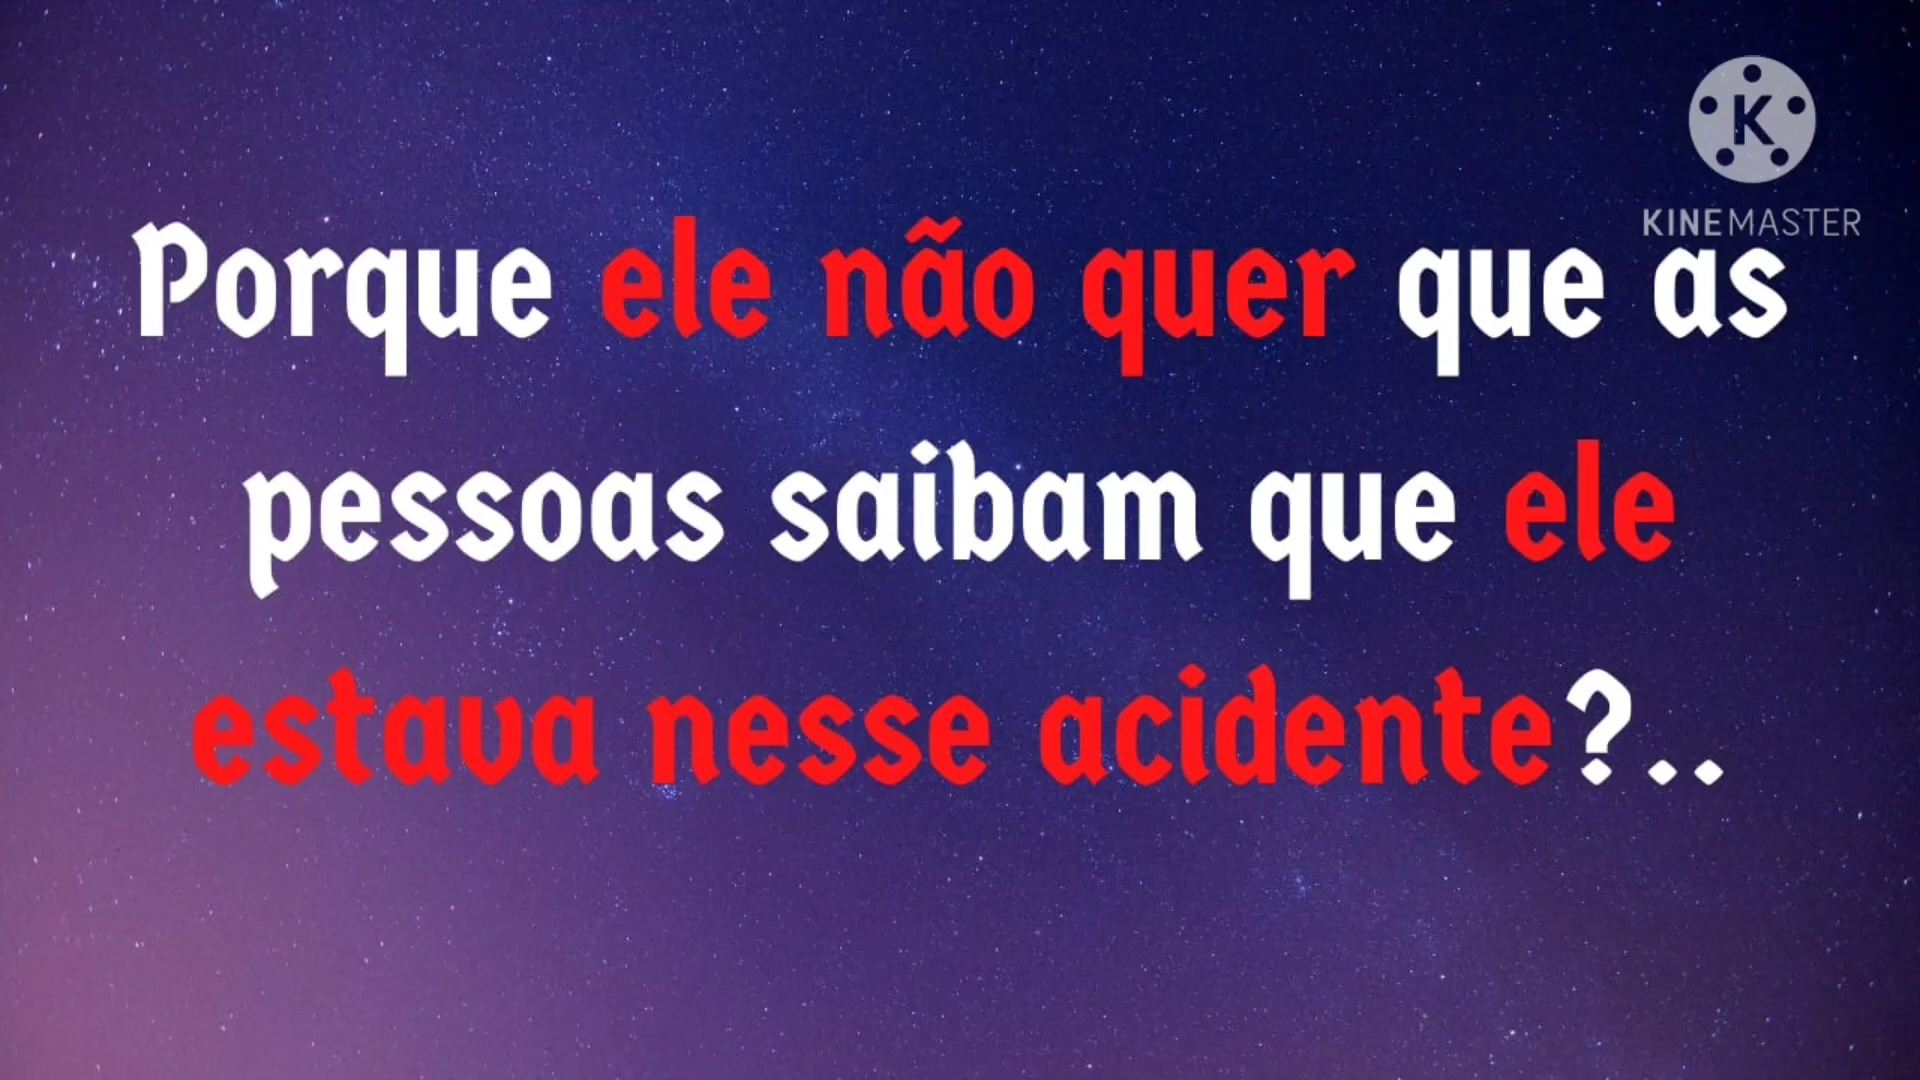 K
KINEMASTER
Porque ele não quer que as
pessoas saibam que ele
estava nesse acidente?..